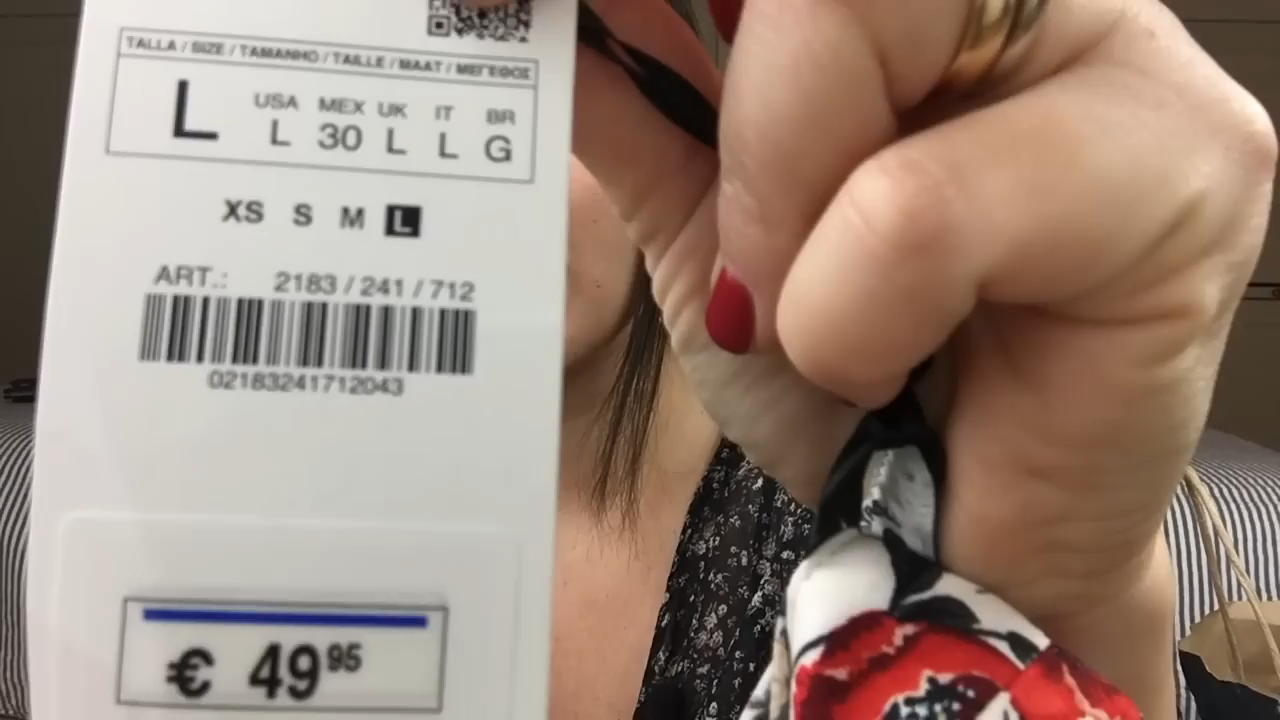 TALLA / SIZE / TAMANHO / TAILLE / MAAT / ΜΕΓΕΘΟΣ
L USA MEX UK IT BR
L 30 L L G
XS S M L
ART.: 2183 / 241 / 712
02183241712043
€ 49 95